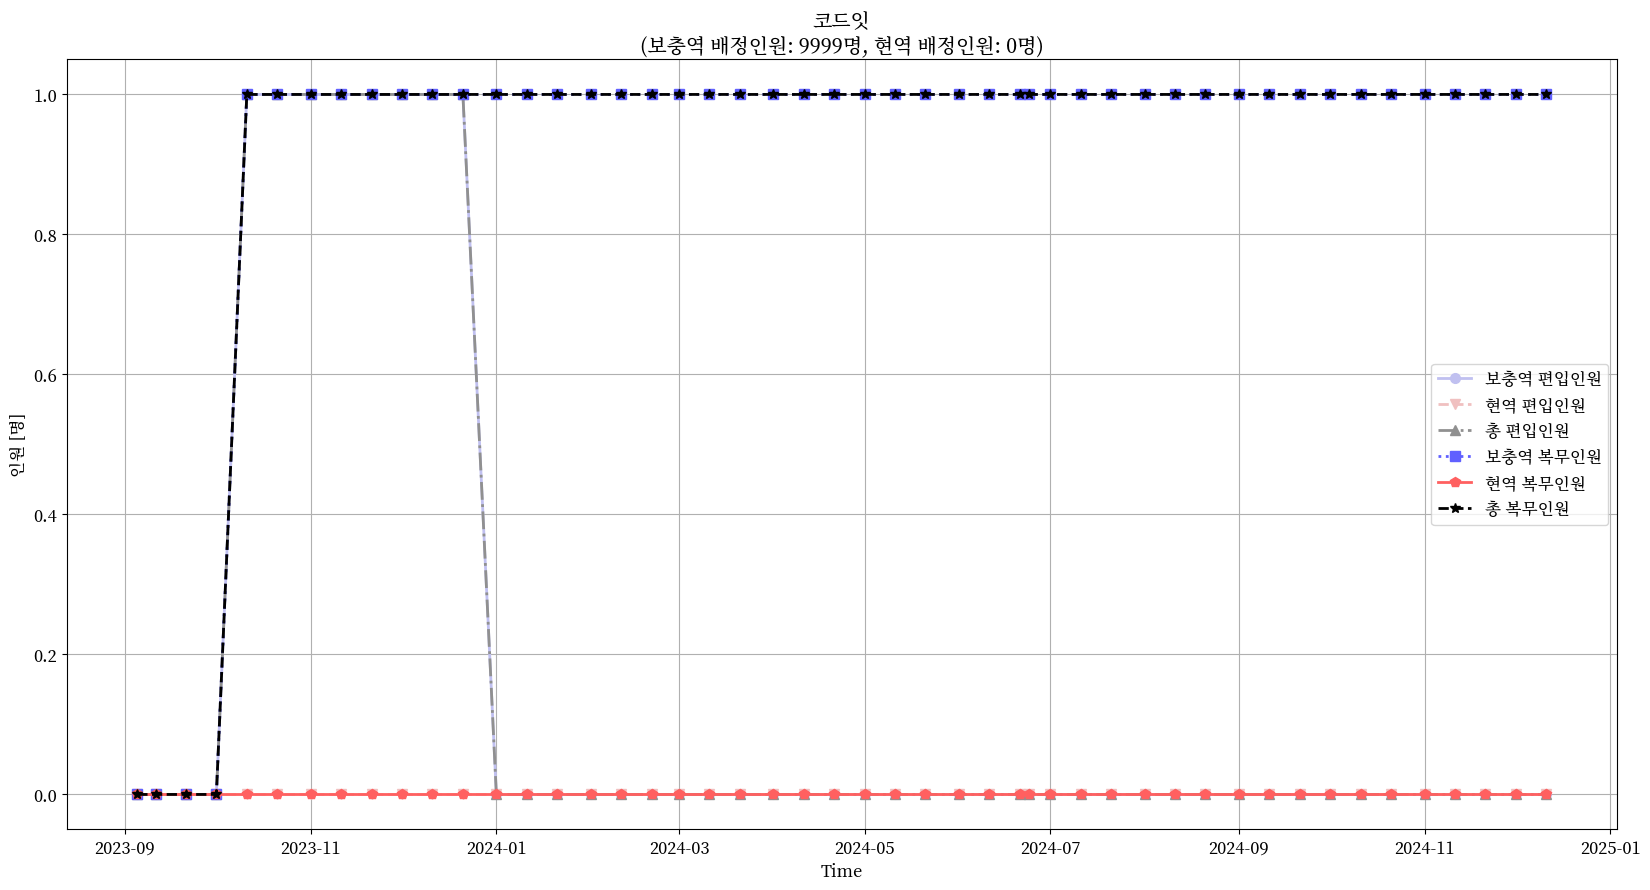 코드잇
(보충역 배정인원: 9999명, 현역 배정인원: 0명)
1.0
0.8
0.6
0.4
0.2
0.0
인원 [명]
보충역 편입인원
현역 편입인원
총 편입인원
보충역 복무인원
현역 복무인원
총 복무인원
2023-09
2023-11
2024-01
2024-03
2024-05
2024-07
2024-09
2024-11
2025-01
Time